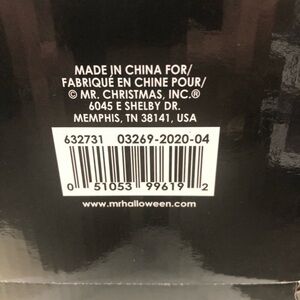 MADE IN CHINA FOR/
FABRIQUÉ EN CHINE POUR/
© MR. CHRISTMAS, INC.®
6045 E SHELBY DR.
MEMPHIS, TN 38141, USA
632731 03269-2020-04
0 51053 99619 2
www.mrhalloween.com